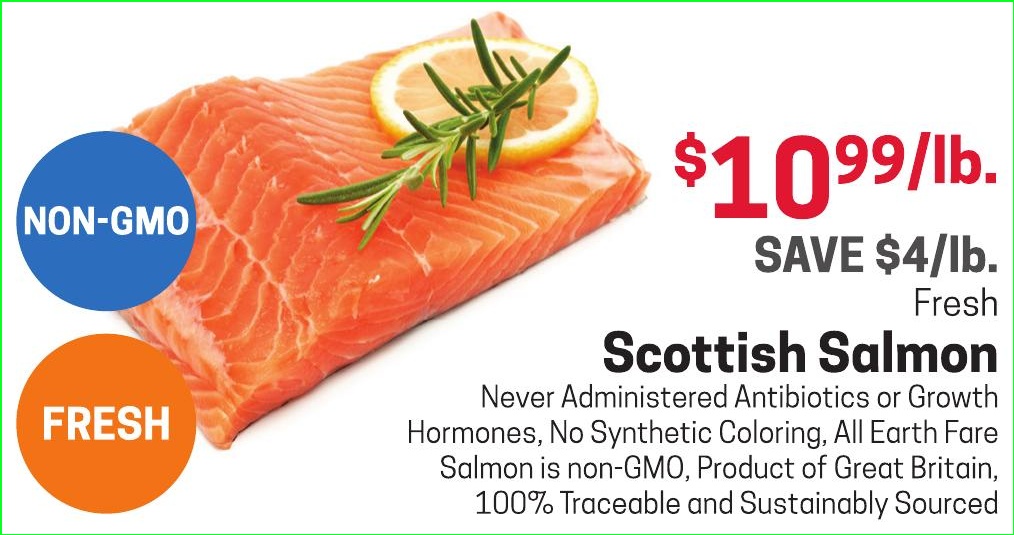 NON-GMO
FRESH
$10.99/lb.
SAVE $4/lb.
Fresh
Scottish Salmon
Never Administered Antibiotics or Growth
Hormones, No Synthetic Coloring, All Earth Fare
Salmon is non-GMO, Product of Great Britain,
100% Traceable and Sustainably Sourced